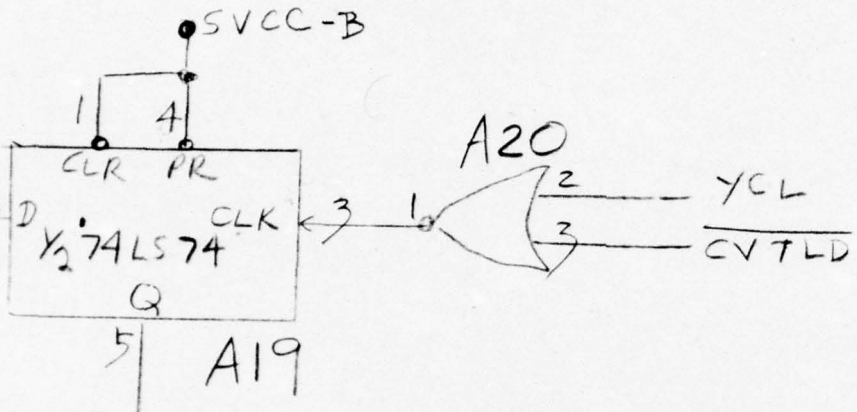 5VCC-B
1 4
A20
CLR PR
2 YCL
D CLK 3 1
3 CVTLD
1/2 74LS74
Q
5 A19